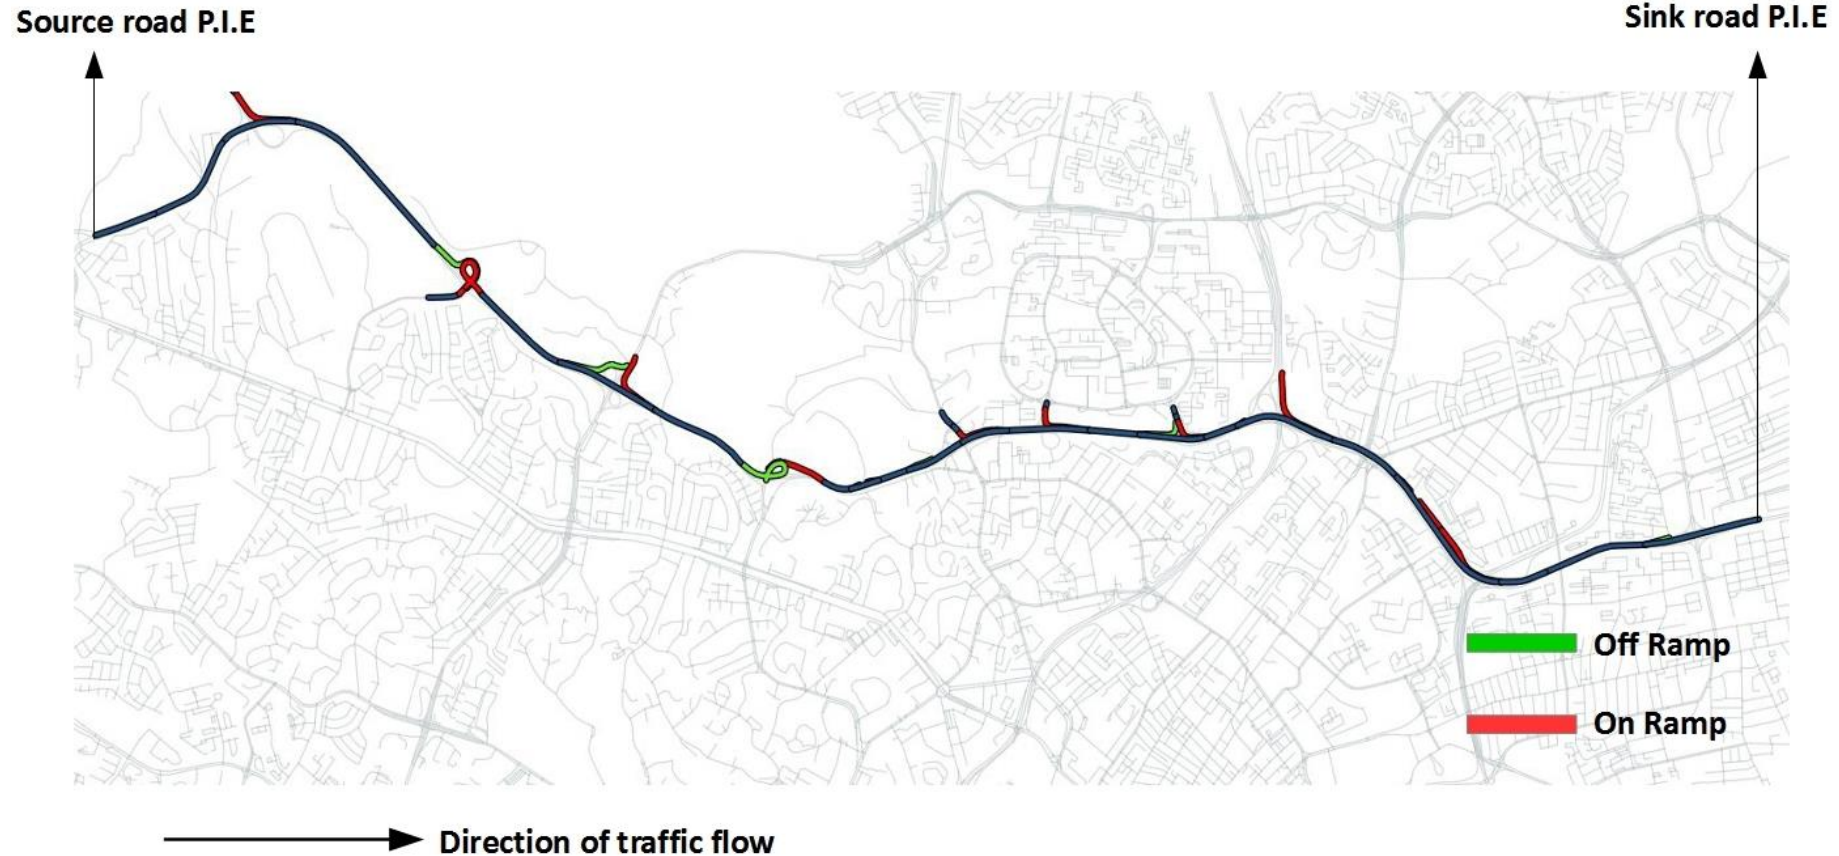 Source road P.I.E
Sink road P.I.E
Off Ramp
On Ramp
Direction of traffic flow